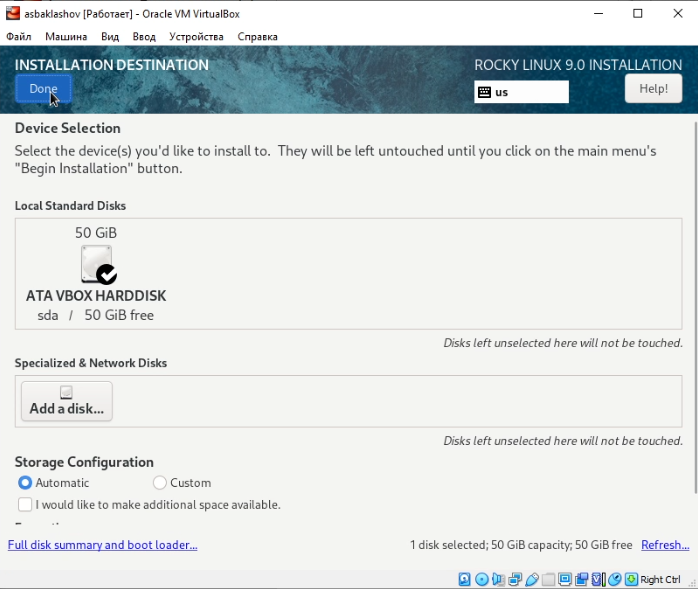 asbaklashov [Работает] - Oracle VM VirtualBox
Файл Машина Вид Ввод Устройства Справка
INSTALLATION DESTINATION
ROCKY LINUX 9.0 INSTALLATION
Done
us
Help!
Device Selection
Select the device(s) you'd like to install to. They will be left untouched until you click on the main menu's
"Begin Installation" button.
Local Standard Disks
50 GiB
ATA VBOX HARDDISK
sda / 50 GiB free
Disks left unselected here will not be touched.
Specialized & Network Disks
Add a disk...
Disks left unselected here will not be touched.
Storage Configuration
Automatic Custom
I would like to make additional space available.
Full disk summary and boot loader...
1 disk selected; 50 GiB capacity; 50 GiB free Refresh...
Right Ctrl